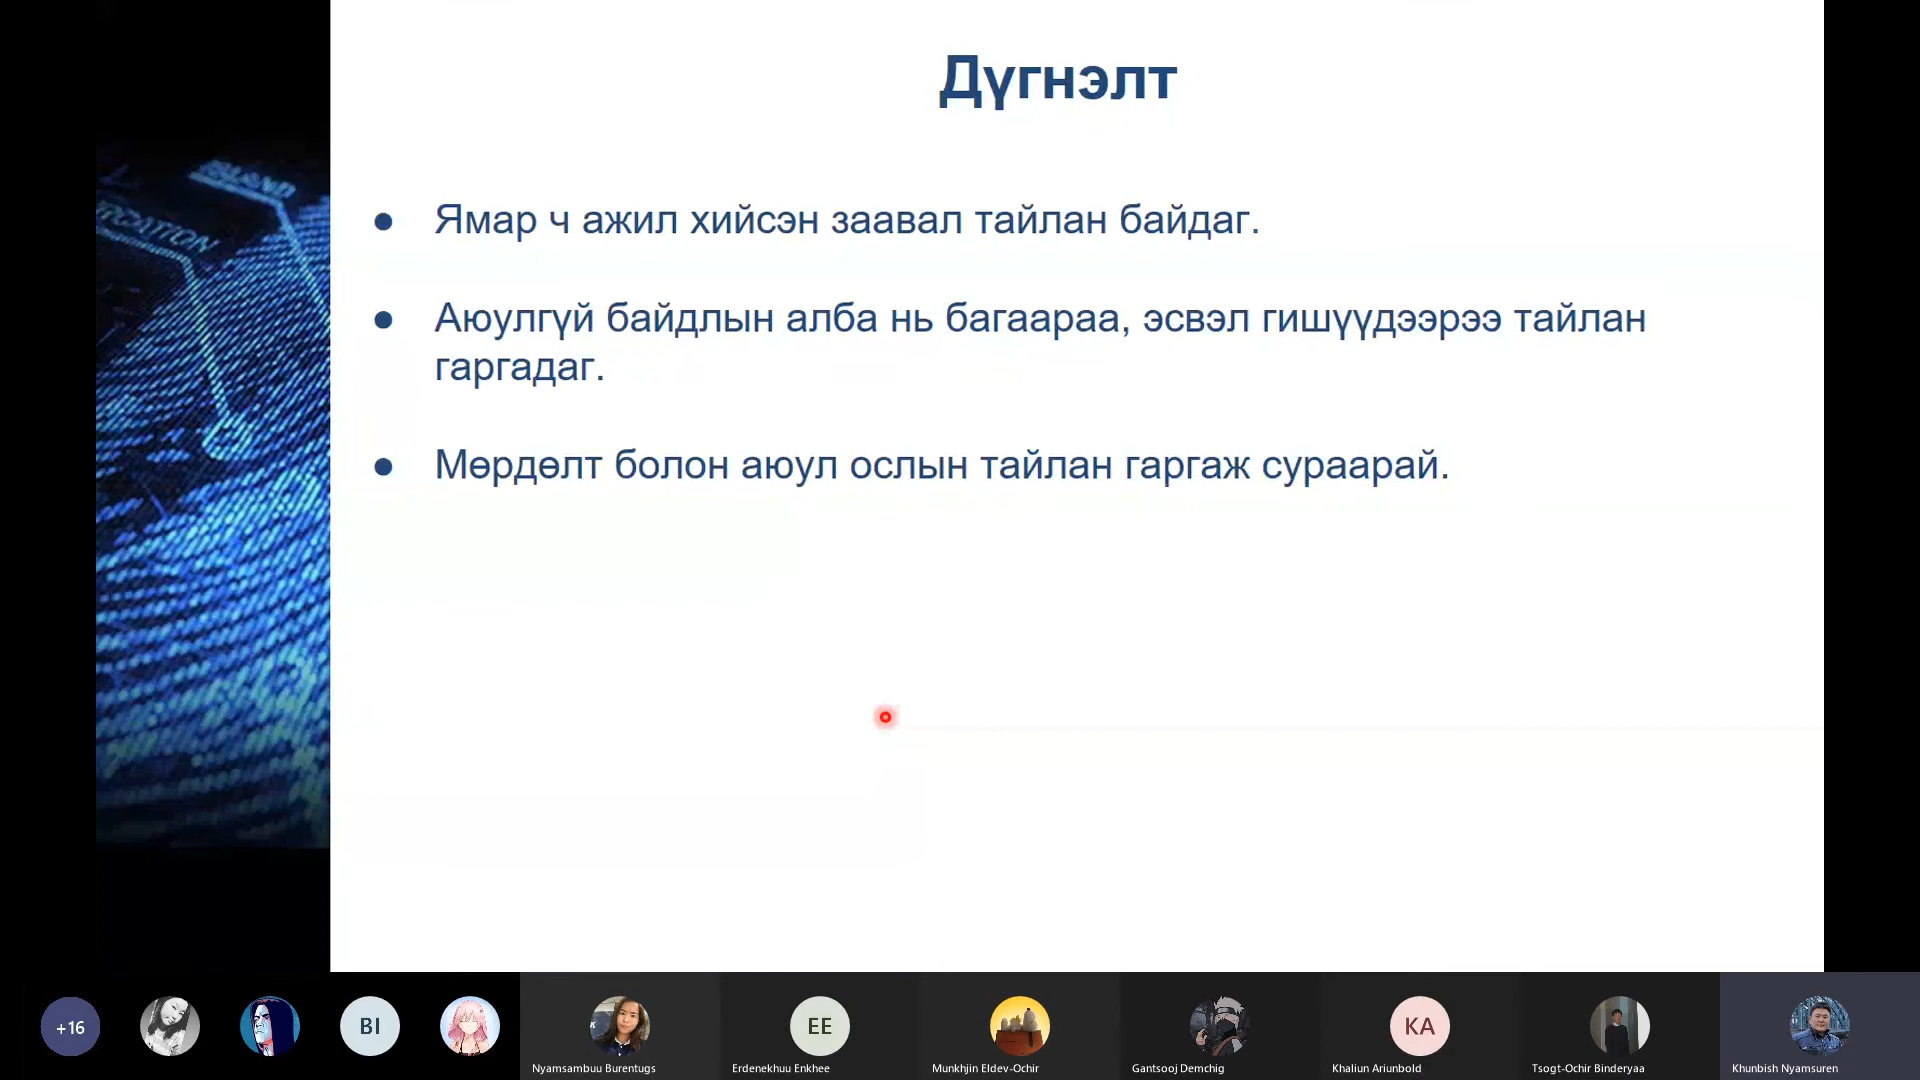 Дүгнэлт
ISLAND
● Ямар ч ажил хийсэн заавал тайлан байдаг.
● Аюулгүй байдлын алба нь багаараа, эсвэл гишүүдээрээ тайлан
гаргадаг.
● Мөрдөлт болон аюул ослын тайлан гаргаж сураарай.
+16
BI
Nyamsambuu Burentugs
EE
Erdenekhuu Enkhee
Munkhjin Eldev-Ochir
Gantsooj Demchig
KA
Khaliun Ariunbold
Tsogt-Ochir Binderyaa
Khunbish Nyamsuren